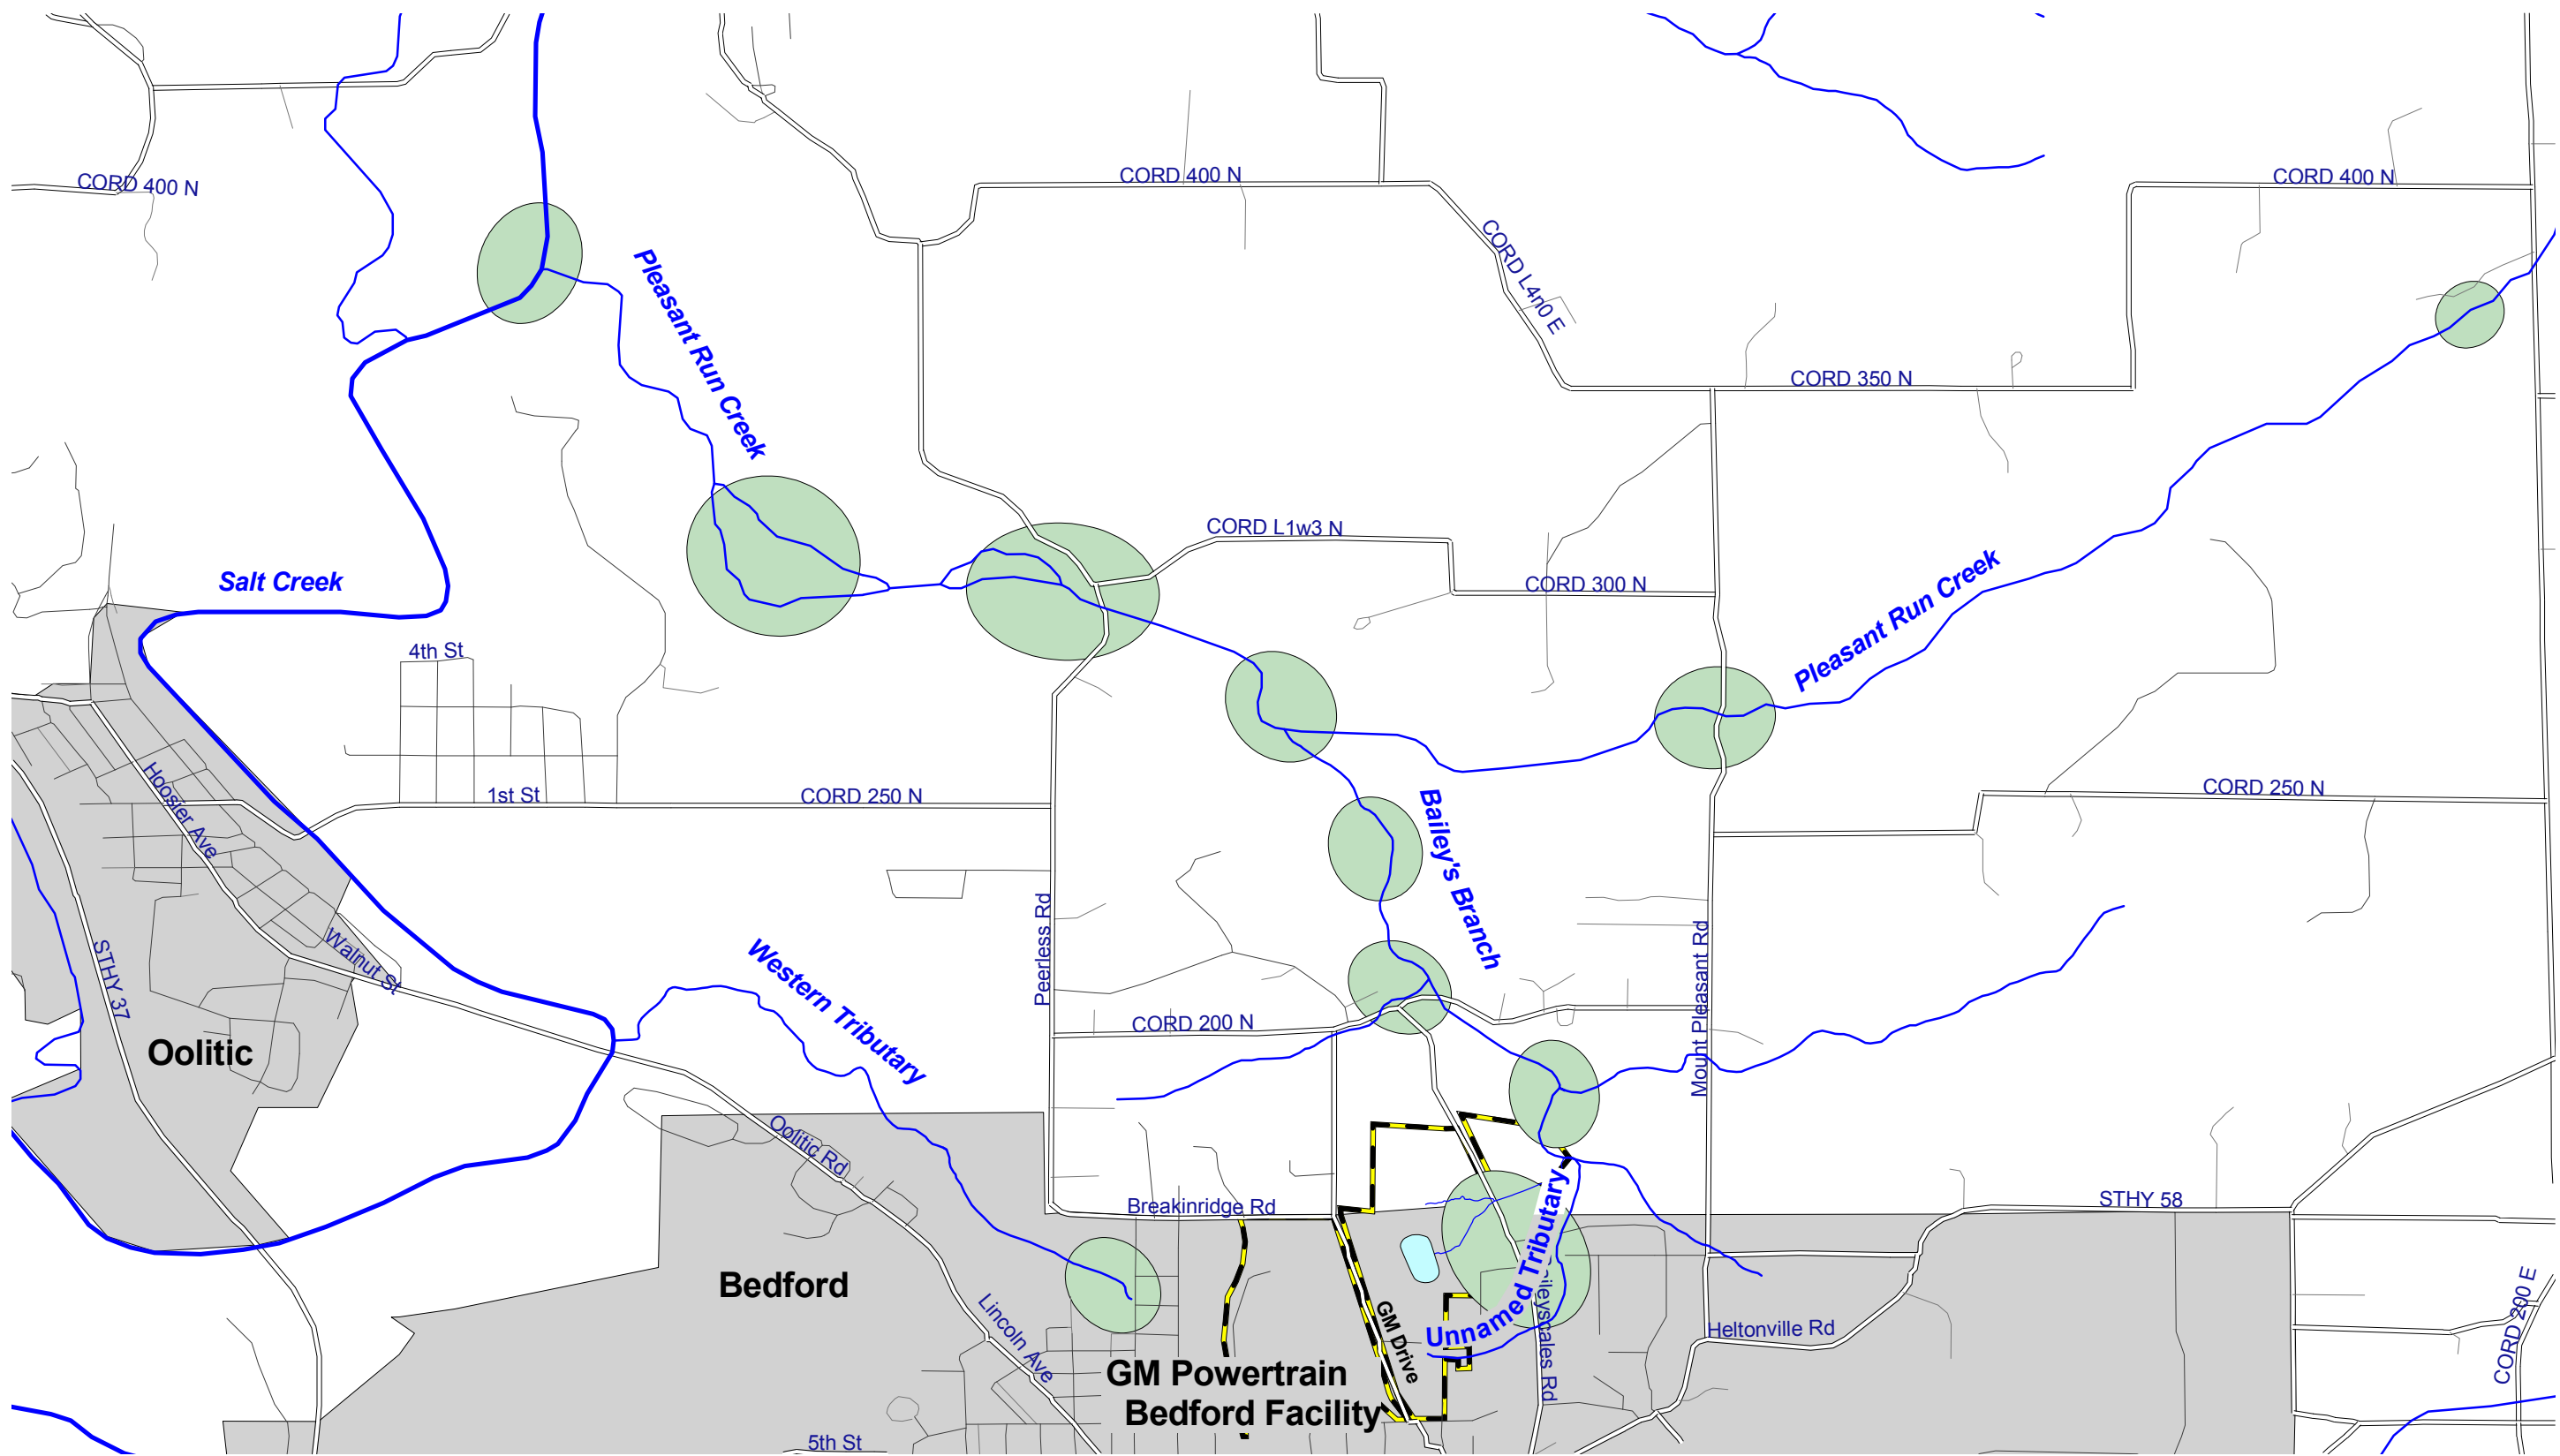 CORD 400 N
CORD 400 N
CORD 400 N
Pleasant Run Creek
CORD L4n0 E
CORD 350 N
CORD L1w3 N
Salt Creek
CORD 300 N
Pleasant Run Creek
4th St
1st St
CORD 250 N
CORD 250 N
Hoosier Ave
Bailey's Branch
Peerless Rd
Mount Pleasant Rd
Walnut St
STHY 37
Western Tributary
CORD 200 N
Oolitic
Oolitic Rd
Breakinridge Rd
STHY 58
Unnamed Tributary
Bedford
Lincoln Ave
GM Drive
ileyscales Rd
Heltonville Rd
CORD 200 E
GM Powertrain
Bedford Facility
5th St